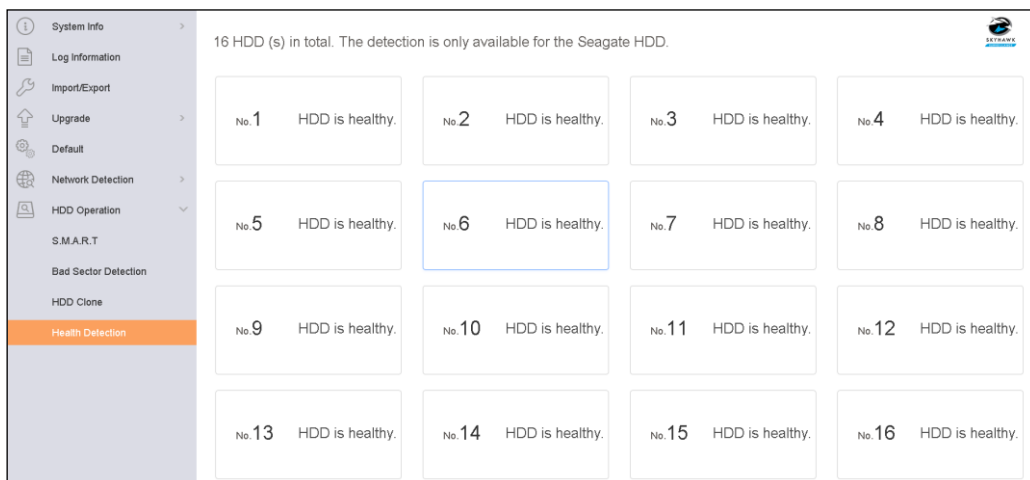 System Info
Log Information
Import/Export
Upgrade
Default
Network Detection
HDD Operation
S.M.A.R.T
Bad Sector Detection
HDD Clone
Health Detection
16 HDD (s) in total. The detection is only available for the Seagate HDD.
SKYHAWK
No.1 HDD is healthy.
No.2 HDD is healthy.
No.3 HDD is healthy.
No.4 HDD is healthy.
No.5 HDD is healthy.
No.6 HDD is healthy.
No.7 HDD is healthy.
No.8 HDD is healthy.
No.9 HDD is healthy.
No.10 HDD is healthy.
No.11 HDD is healthy.
No.12 HDD is healthy.
No.13 HDD is healthy.
No.14 HDD is healthy.
No.15 HDD is healthy.
No.16 HDD is healthy.